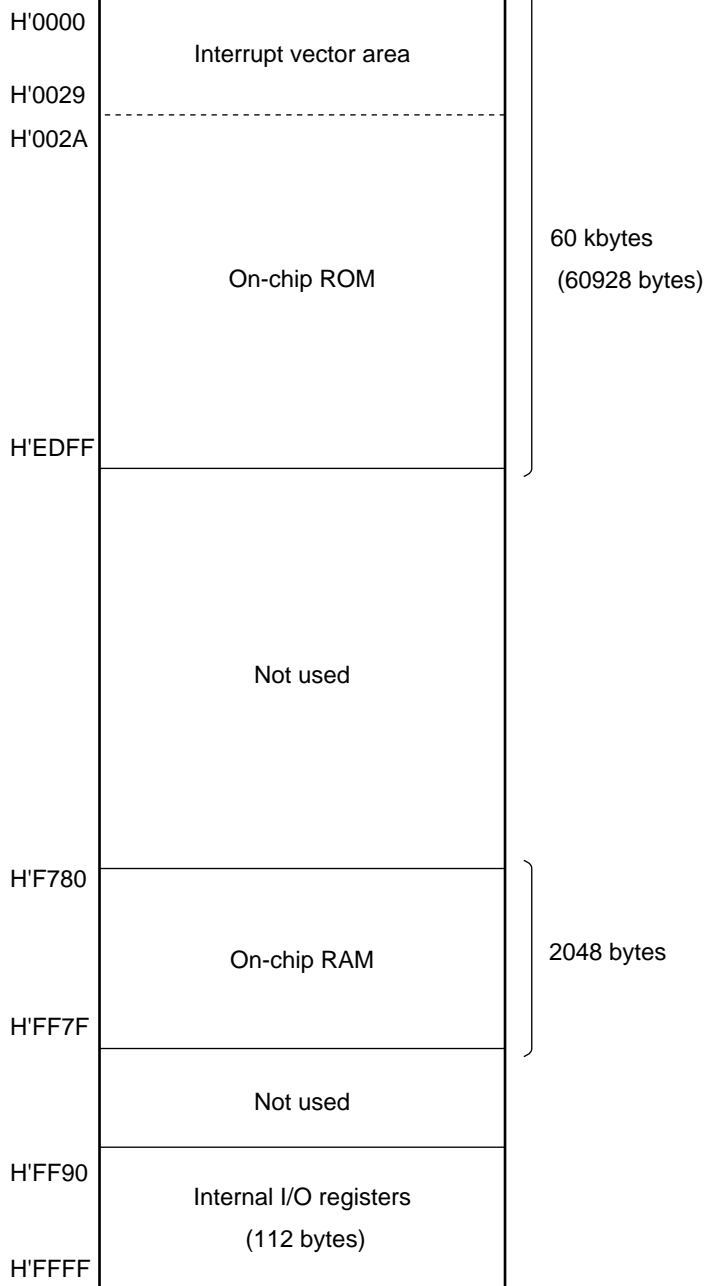 H'0000
Interrupt vector area
H'0029
H'002A
On-chip ROM
60 kbytes
(60928 bytes)
H'EDFF
Not used
H'F780
On-chip RAM
2048 bytes
H'FF7F
Not used
H'FF90
Internal I/O registers
(112 bytes)
H'FFFF